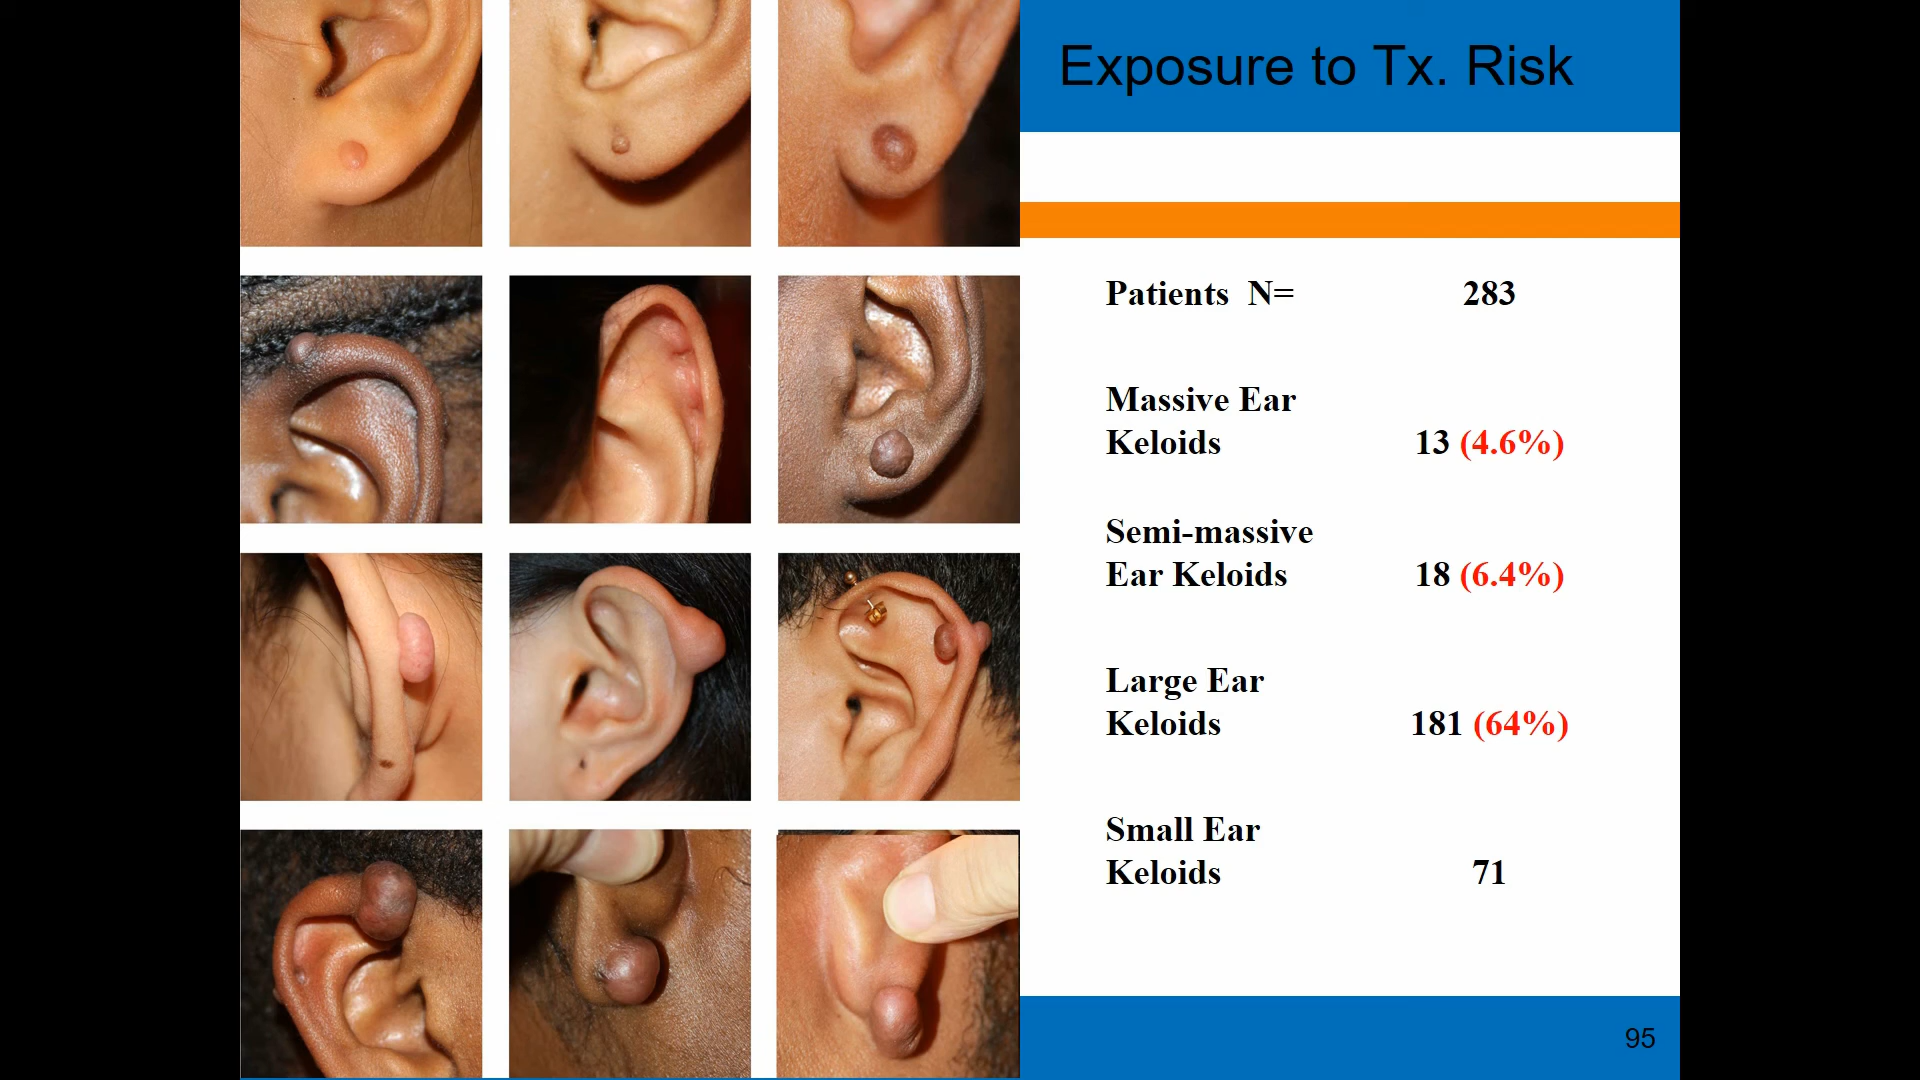 Exposure to Tx. Risk
Patients N= 283
Massive Ear
Keloids 13 (4.6%)
Semi-massive
Ear Keloids 18 (6.4%)
Large Ear
Keloids 181 (64%)
Small Ear
Keloids 71
95